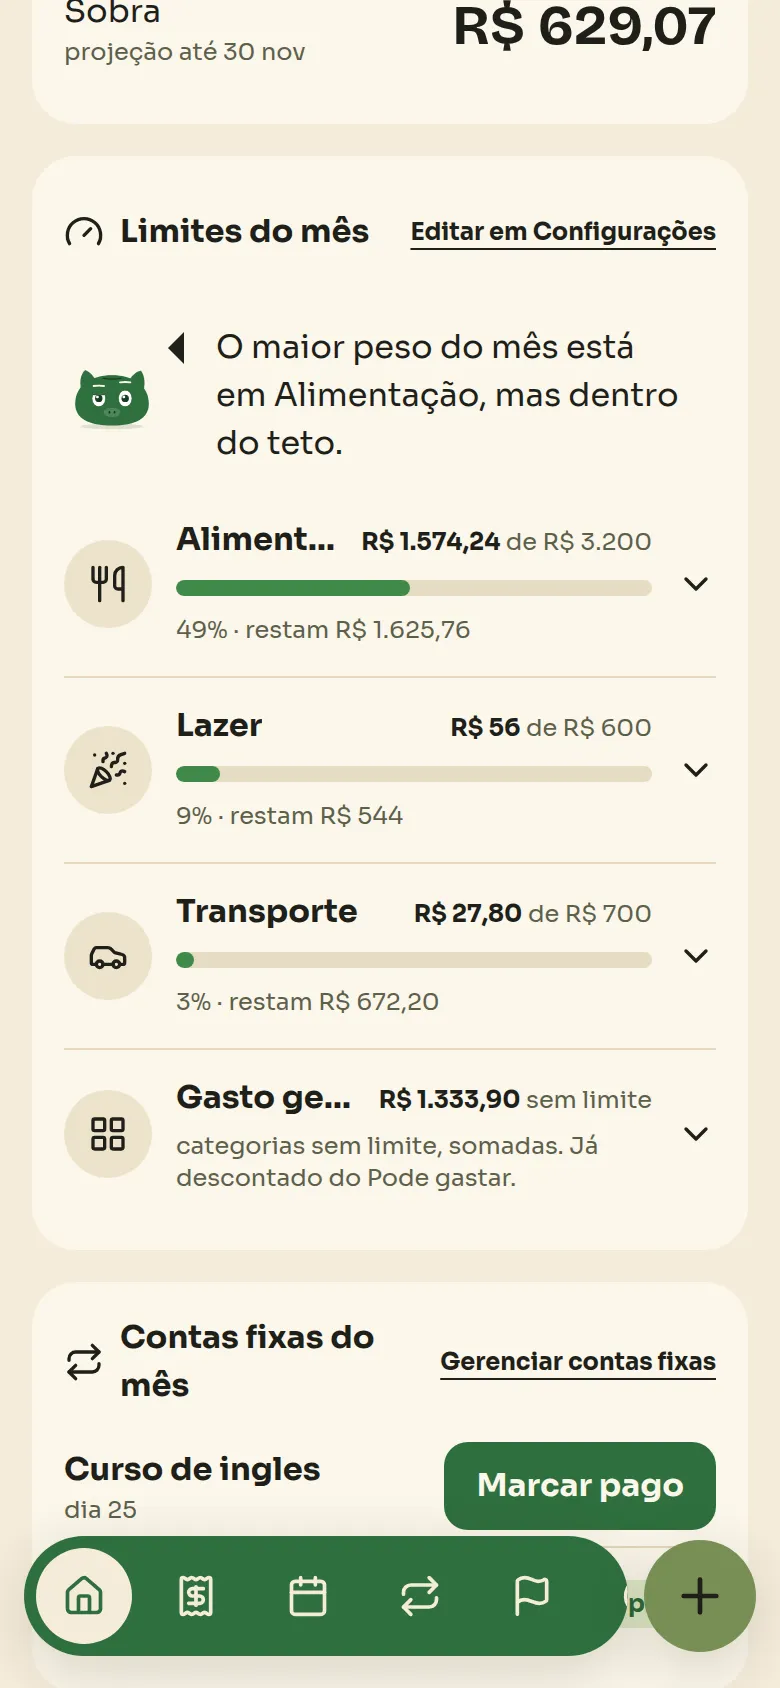 Sobra
R$ 629,07
projeção até 30 nov
Limites do mês
Editar em Configurações
O maior peso do mês está
em Alimentação, mas dentro
do teto.
Aliment... R$ 1.574,24 de R$ 3.200
49% · restam R$ 1.625,76
Lazer R$ 56 de R$ 600
9% · restam R$ 544
Transporte R$ 27,80 de R$ 700
3% · restam R$ 672,20
Gasto ge... R$ 1.333,90 sem limite
categorias sem limite, somadas. Já
descontado do Pode gastar.
Contas fixas do
mês
Gerenciar contas fixas
Curso de ingles
Marcar pago
dia 25